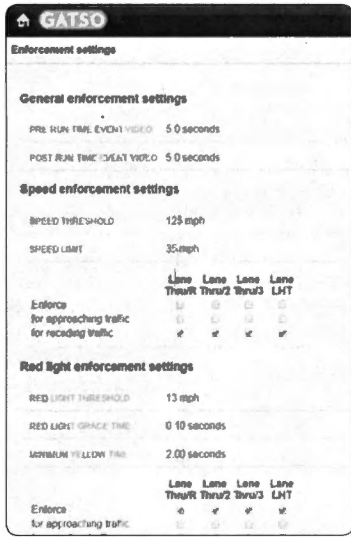 GATSO
Enforcement settings
General enforcement settings
PRE RUN TIME EVENT VIDEO 5.0 seconds
POST RUN TIME EVENT VIDEO 5.0 seconds
Speed enforcement settings
SPEED THRESHOLD 125 mph
SPEED LIMIT 35 mph
Lane Lane Lane Lane
Thru/R Thru/2 Thru/3 LHT
Enforce
for approaching traffic
for receding traffic
Red light enforcement settings
RED LIGHT THRESHOLD 13 mph
RED LIGHT GRACE TIME 0.10 seconds
MINIMUM YELLOW TIME 2.00 seconds
Lane Lane Lane Lane
Thru/R Thru/2 Thru/3 LHT
Enforce
for approaching traffic